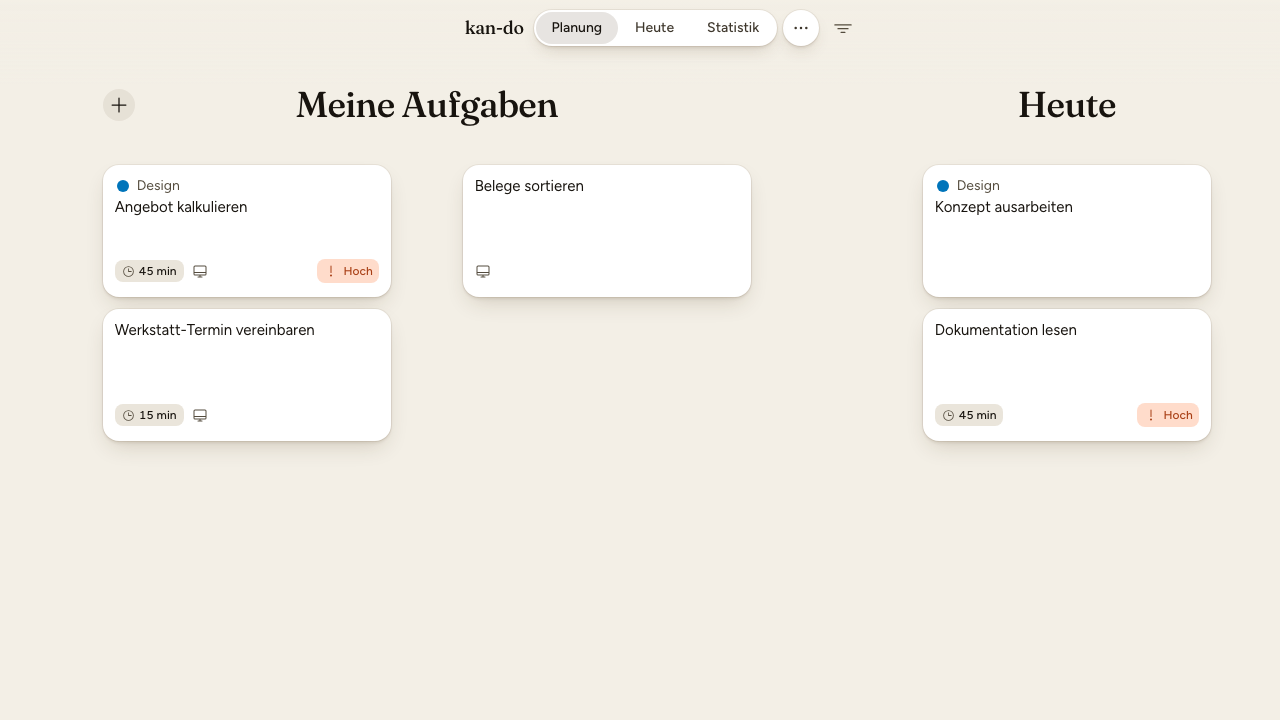 kan-do
Planung
Heute
Statistik
Meine Aufgaben
Heute
Design
Angebot kalkulieren
45 min
Hoch
Werkstatt-Termin vereinbaren
15 min
Belege sortieren
Design
Konzept ausarbeiten
Dokumentation lesen
45 min
Hoch